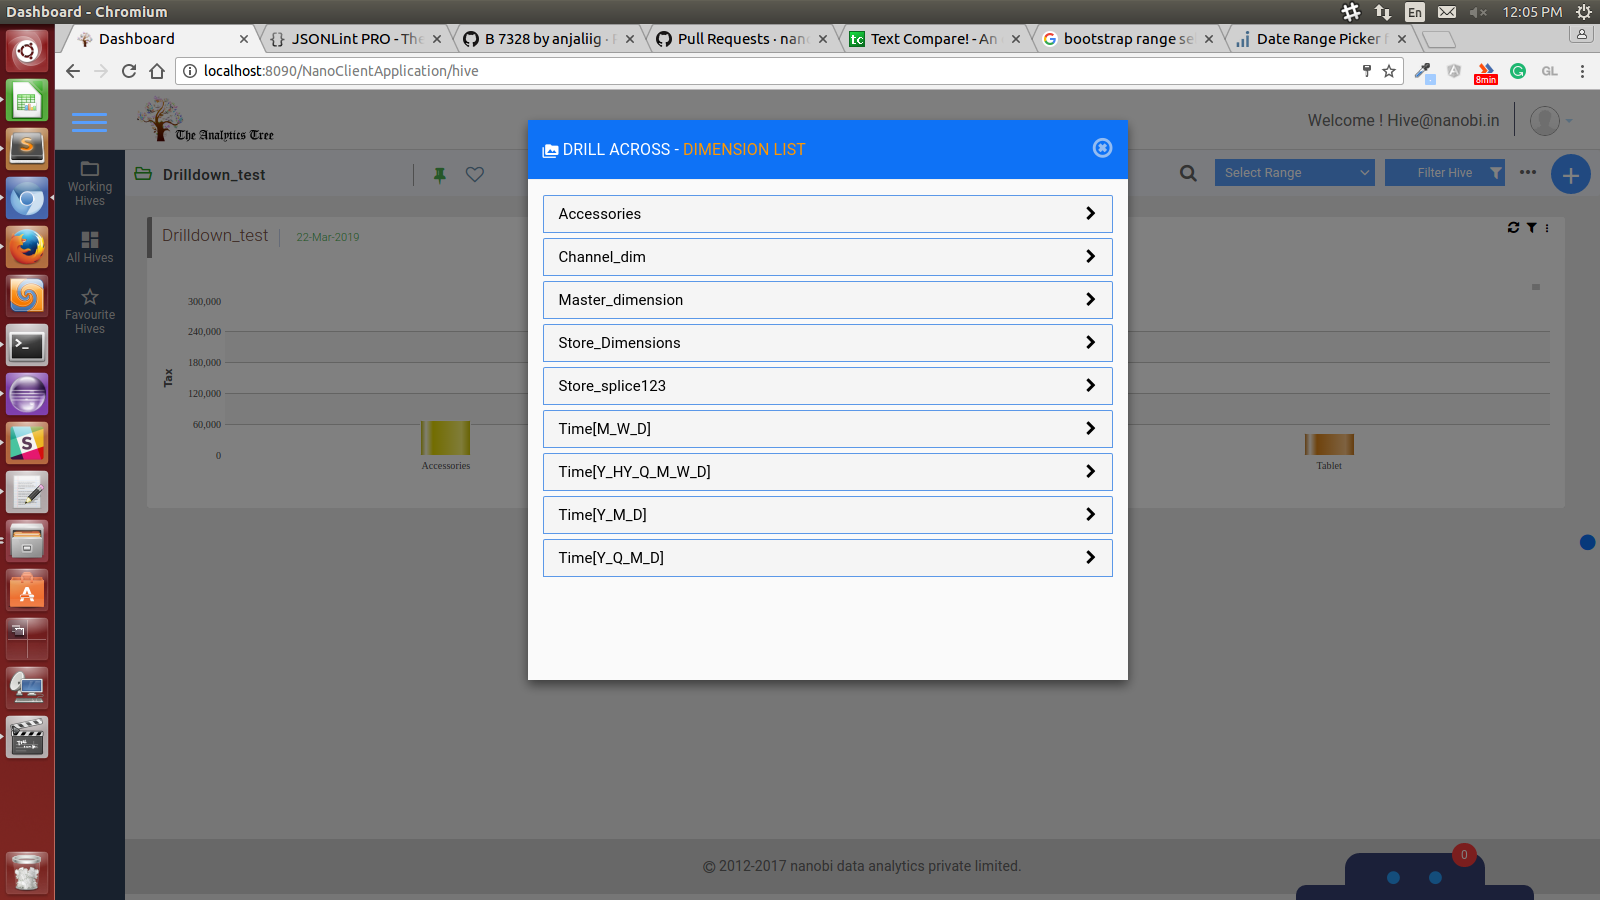 Dashboard - Chromium
En
12:05 PM
Dashboard
JSONLint PRO - The
B 7328 by anjaliig ·
Pull Requests · nan
Text Compare! - An
bootstrap range se
Date Range Picker f
localhost:8090/NanoClientApplication/hive
8min
GL
The Analytics Tree
Welcome ! Hive@nanobi.in
Working
Hives
All Hives
Favourite
Hives
Drilldown_test
Select Range
Filter Hive
Drilldown_test
22-Mar-2019
300,000
240,000
180,000
120,000
60,000
0
Tax
Accessories
Tablet
DRILL ACROSS - DIMENSION LIST
Accessories
Channel_dim
Master_dimension
Store_Dimensions
Store_splice123
Time[M_W_D]
Time[Y_HY_Q_M_W_D]
Time[Y_M_D]
Time[Y_Q_M_D]
© 2012-2017 nanobi data analytics private limited.
0